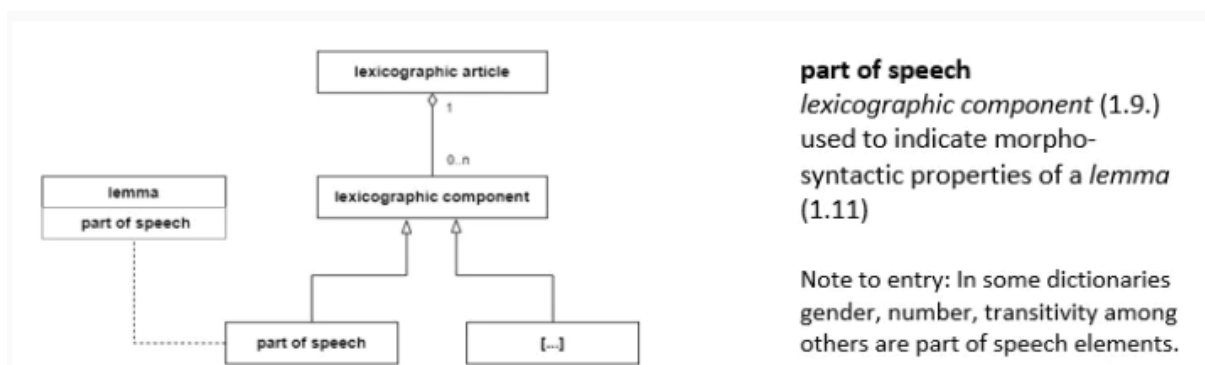 lexicographic article
1
0..n
lexicographic component
lemma
part of speech
part of speech
[...]
part of speech
lexicographic component (1.9.)
used to indicate morpho-
syntactic properties of a lemma
(1.11)
Note to entry: In some dictionaries
gender, number, transitivity among
others are part of speech elements.